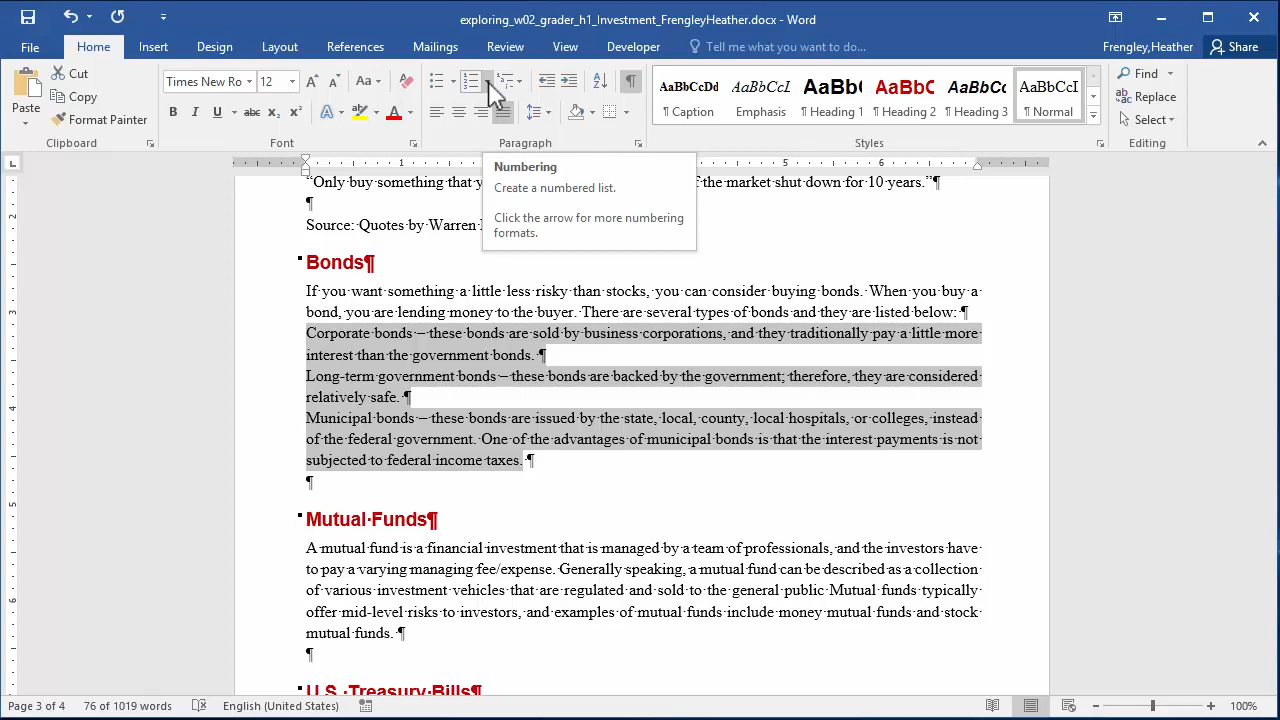 exploring_w02_grader_h1_Investment_FrengleyHeather.docx - Word
File Home Insert Design Layout References Mailings Review View Developer Tell me what you want to do... Frengley,Heather Share
Paste
Cut
Copy
Format Painter
Clipboard
Times New Ro 12 Aa
B I U abc x₂ x² A A
Font
Paragraph
AaBbCcDd AaBbCcI AaBbC AaBbC AaBbCc AaBbCcI
¶ Caption Emphasis ¶ Heading 1 ¶ Heading 2 ¶ Heading 3 ¶ Normal
Styles
Find
Replace
Select
Editing
Numbering
Create a numbered list.
Click the arrow for more numbering
formats.
1 5 6
2
3
4
5
6
“Only·buy·something·that·y f·the·market·shut·down·for·10·years.”¶
¶
Source:·Quotes·by·Warren·
Bonds¶
If·you·want·something·a·little·less·risky·than·stocks,·you·can·consider·buying·bonds.·When·you·buy·a·
bond,·you·are·lending·money·to·the·buyer.·There·are·several·types·of·bonds·and·they·are·listed·below:·¶
Corporate·bonds·–·these·bonds·are·sold·by·business·corporations,·and·they·traditionally·pay·a·little·more·
interest·than·the·government·bonds.·¶
Long-term·government·bonds·–·these·bonds·are·backed·by·the·government;·therefore,·they·are·considered·
relatively·safe.·¶
Municipal·bonds·–·these·bonds·are·issued·by·the·state,·local,·county,·local·hospitals,·or·colleges,·instead·
of·the·federal·government.·One·of·the·advantages·of·municipal·bonds·is·that·the·interest·payments·is·not·
subjected·to·federal·income·taxes.·¶
¶
Mutual·Funds¶
A·mutual·fund·is·a·financial·investment·that·is·managed·by·a·team·of·professionals,·and·the·investors·have·
to·pay·a·varying·managing·fee/expense.·Generally·speaking,·a·mutual·fund·can·be·described·as·a·collection·
of·various·investment·vehicles·that·are·regulated·and·sold·to·the·general·public·Mutual·funds·typically·
offer·mid-level·risks·to·investors,·and·examples·of·mutual·funds·include·money·mutual·funds·and·stock·
mutual·funds.·¶
¶
U.S.·Treasury·Bills¶
Page 3 of 4 76 of 1019 words English (United States) 100%